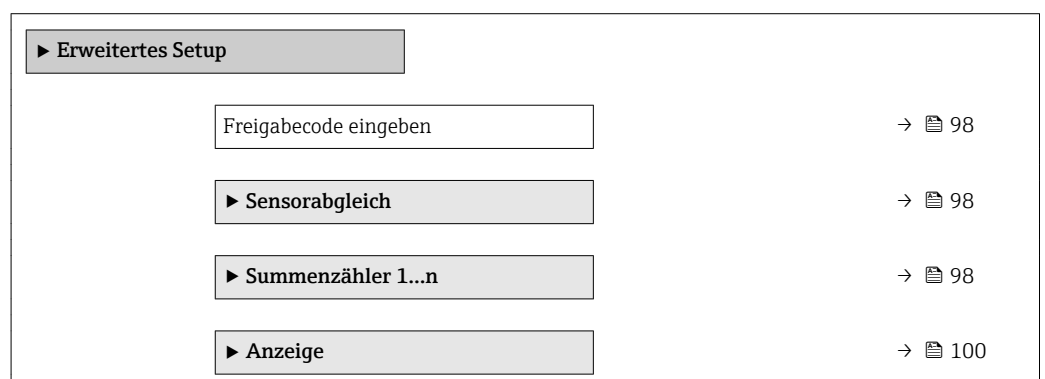 ▶ Erweitertes Setup
Freigabecode eingeben → 98
▶ Sensorabgleich → 98
▶ Summenzähler 1...n → 98
▶ Anzeige → 100